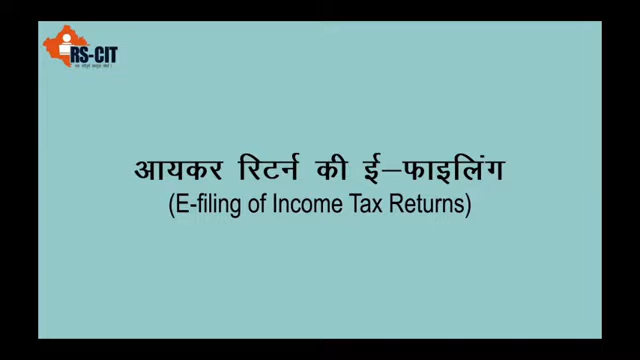 RS-CIT
आयकर रिटर्न की ई–फाइलिंग
(E-filing of Income Tax Returns)